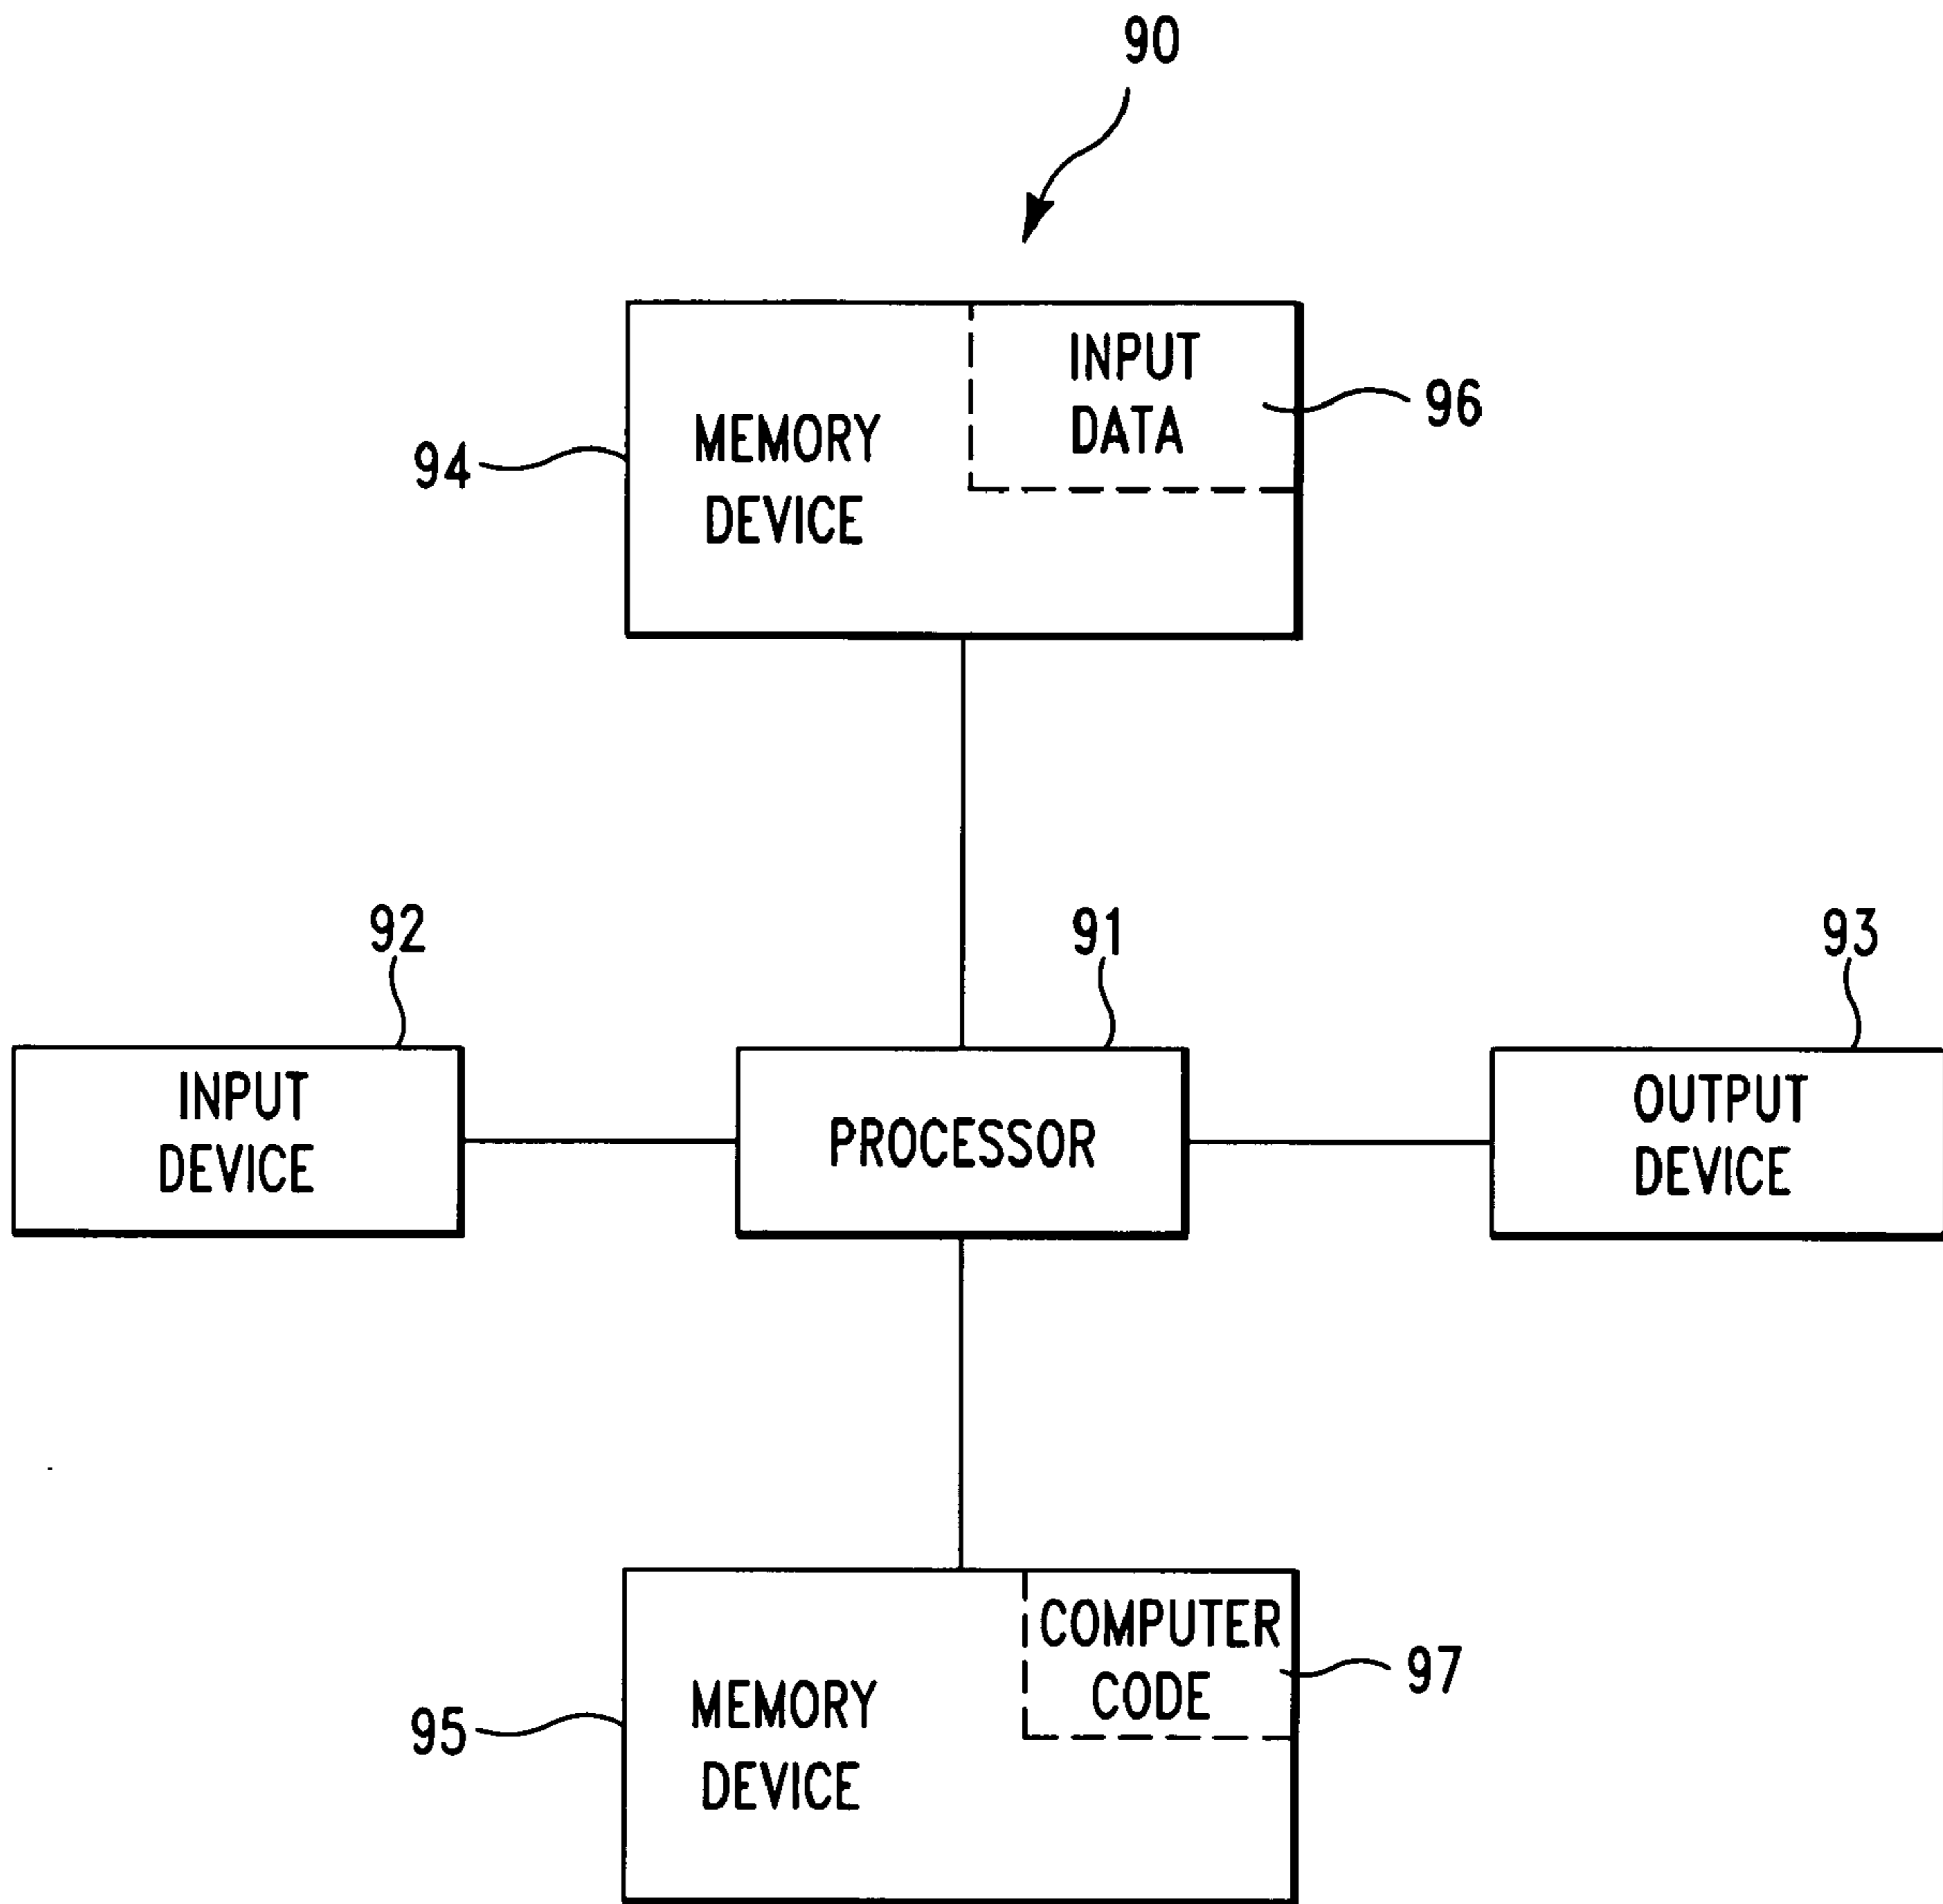 90
INPUT
DATA
96
MEMORY
DEVICE
94
92
91
93
INPUT
DEVICE
PROCESSOR
OUTPUT
DEVICE
COMPUTER
CODE
97
MEMORY
DEVICE
95